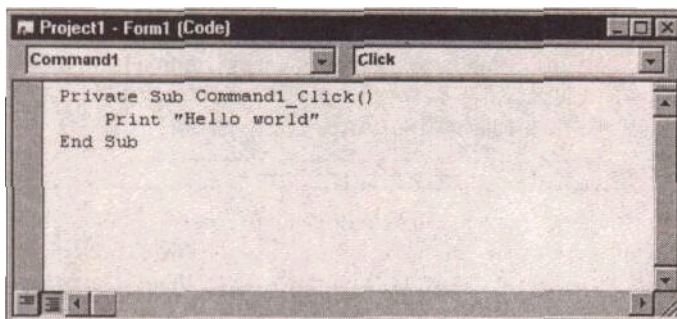 Project1 - Form1 (Code)
Command1 Click
Private Sub Command1_Click()
    Print "Hello world"
End Sub